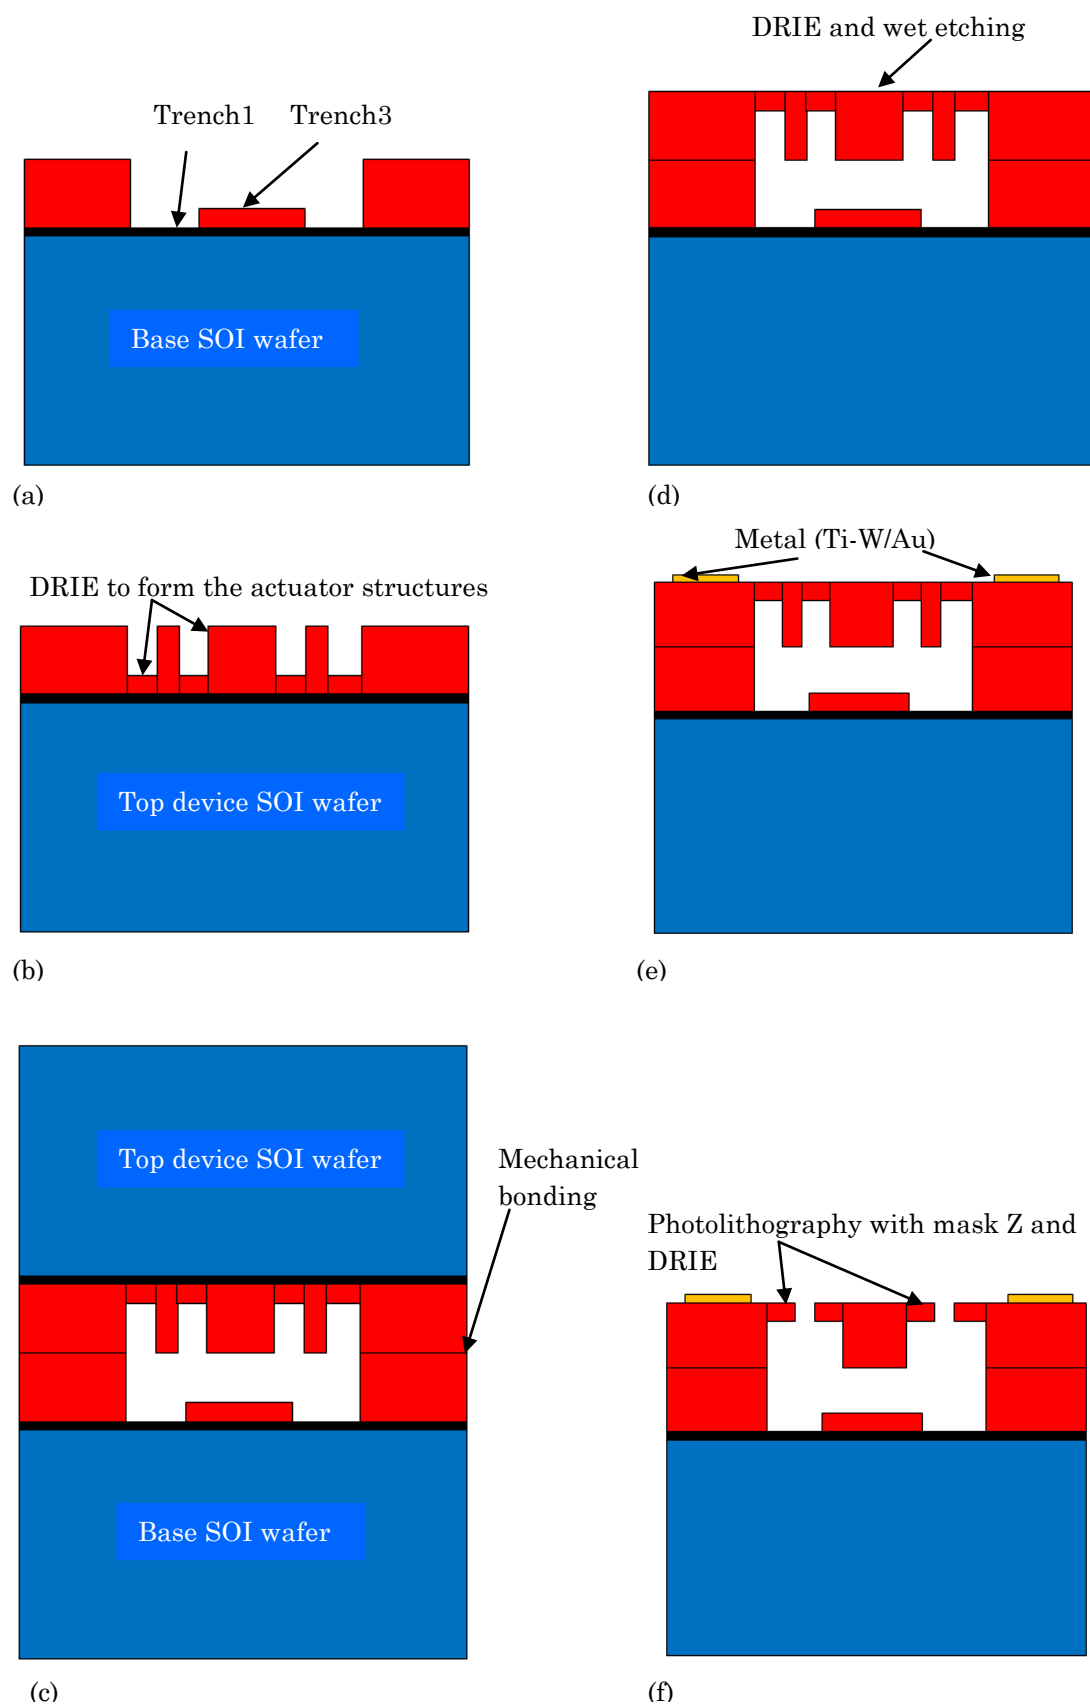 Trench1 Trench3
Base SOI wafer
(a)
DRIE to form the actuator structures
Top device SOI wafer
(b)
Top device SOI wafer
Mechanical
bonding
Base SOI wafer
(c)
DRIE and wet etching
(d)
Metal (Ti-W/Au)
(e)
Photolithography with mask Z and
DRIE
(f)